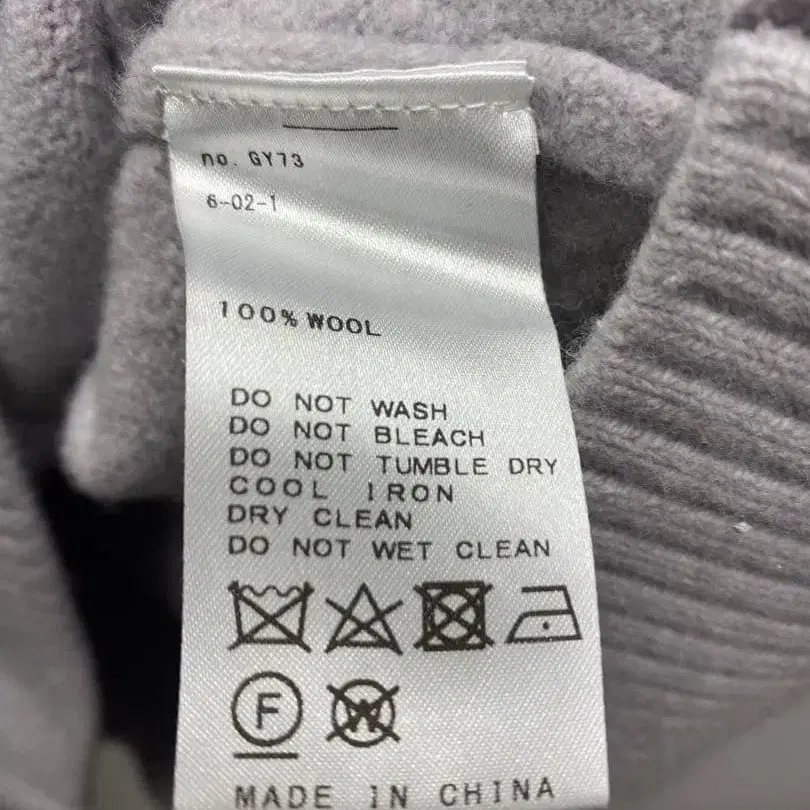 no. GY73
6-02-1
100% WOOL
DO NOT WASH
DO NOT BLEACH
DO NOT TUMBLE DRY
COOL IRON
DRY CLEAN
DO NOT WET CLEAN
F W
MADE IN CHINA